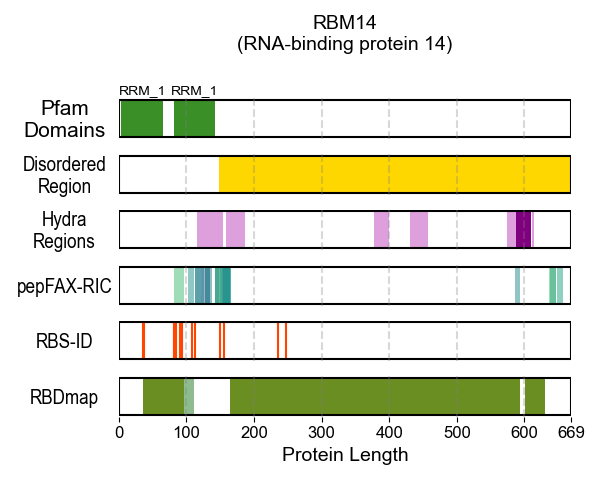 RBM14
(RNA-binding protein 14)
RRM_1 RRM_1
Pfam
Domains
Disordered
Region
Hydra
Regions
pepFAX-RIC
RBS-ID
RBDmap
0 100 200 300 400 500 600 669
Protein Length